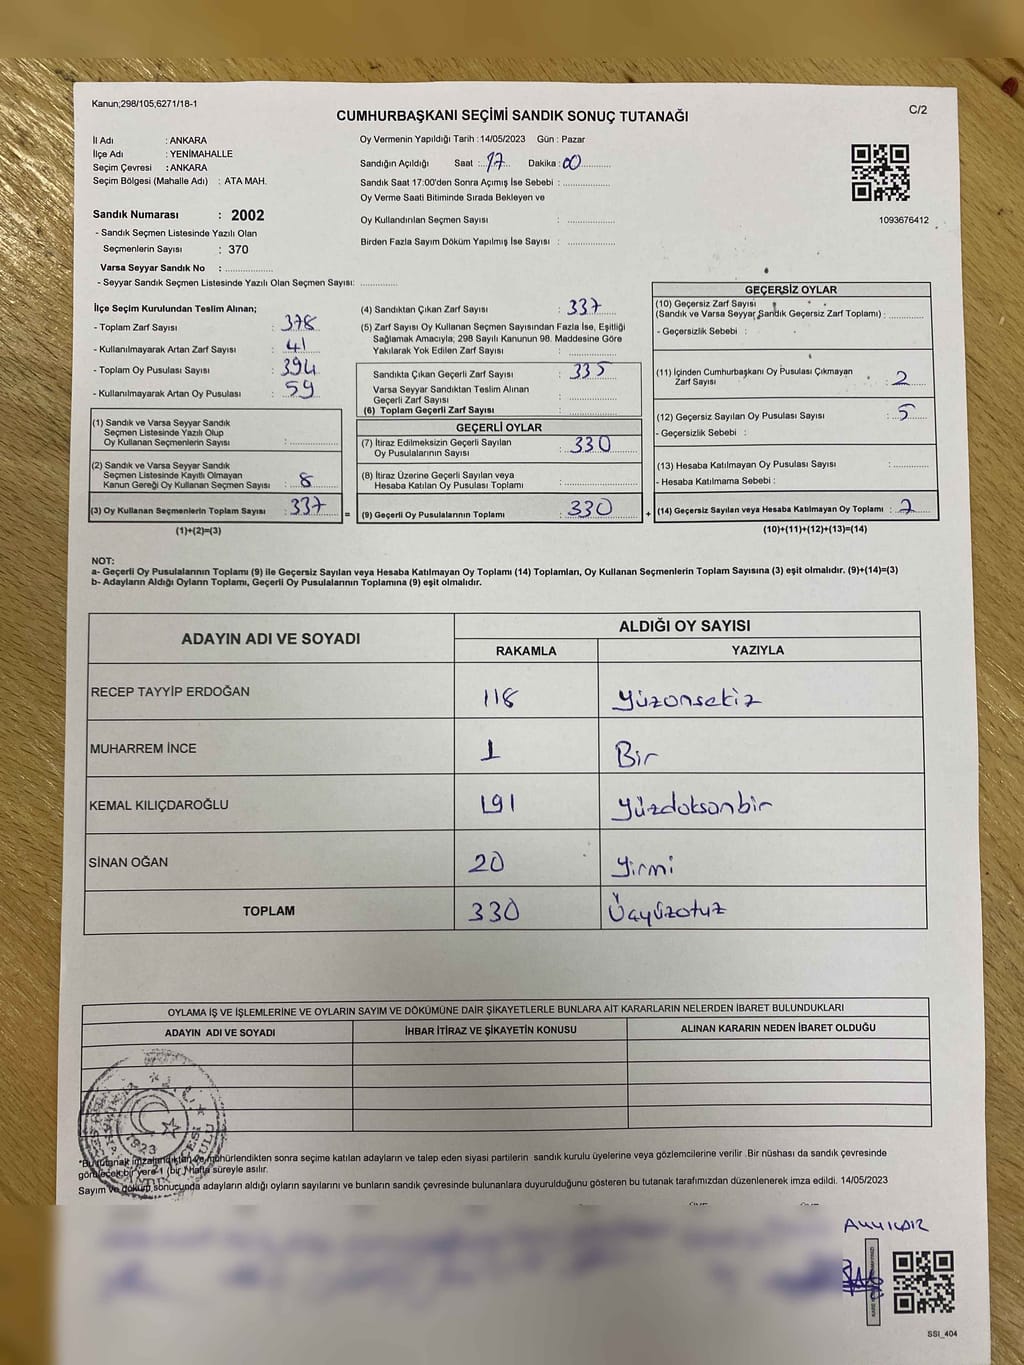 Kanun;298/105;6271/18-1
C/2
CUMHURBAŞKANI SEÇİMİ SANDIK SONUÇ TUTANAĞI
İl Adı : ANKARA
İlçe Adı : YENİMAHALLE
Seçim Çevresi : ANKARA
Seçim Bölgesi (Mahalle Adı) : ATA MAH.
Sandık Numarası : 2002
- Sandık Seçmen Listesinde Yazılı Olan
Seçmenlerin Sayısı : 370
Varsa Seyyar Sandık No : ..................
- Seyyar Sandık Seçmen Listesinde Yazılı Olan Seçmen Sayısı: .............
Oy Vermenin Yapıldığı Tarih : 14/05/2023 Gün : Pazar
Sandığın Açıldığı Saat : 17 Dakika : 00
Sandık Saat 17:00'den Sonra Açımış İse Sebebi : ..................
Oy Verme Saati Bitiminde Sırada Bekleyen ve
Oy Kullandırılan Seçmen Sayısı : ..................
Birden Fazla Sayım Döküm Yapılmış İse Sayısı : ..................
1093676412
İlçe Seçim Kurulundan Teslim Alınan;
- Toplam Zarf Sayısı : 378
- Kullanılmayarak Artan Zarf Sayısı : 41
- Toplam Oy Pusulası Sayısı : 394
- Kullanılmayarak Artan Oy Pusulası : 59
(1) Sandık ve Varsa Seyyar Sandık
Seçmen Listesinde Yazılı Olup
Oy Kullanan Seçmenlerin Sayısı : ..................
(2) Sandık ve Varsa Seyyar Sandık
Seçmen Listesinde Kayıtlı Olmayan
Kanun Gereği Oy Kullanan Seçmen Sayısı : 8
(3) Oy Kullanan Seçmenlerin Toplam Sayısı : 337
(1)+(2)=(3)
(4) Sandıktan Çıkan Zarf Sayısı : 337
(5) Zarf Sayısı Oy Kullanan Seçmen Sayısından Fazla İse, Eşitliği
Sağlamak Amacıyla; 298 Sayılı Kanunun 98. Maddesine Göre
Yakılarak Yok Edilen Zarf Sayısı : ..................
Sandıkta Çıkan Geçerli Zarf Sayısı : 335
Varsa Seyyar Sandıktan Teslim Alınan
Geçerli Zarf Sayısı : ..................
(6) Toplam Geçerli Zarf Sayısı : ..................
GEÇERLİ OYLAR
(7) İtiraz Edilmeksizin Geçerli Sayılan
Oy Pusulalarının Sayısı : 330
(8) İtiraz Üzerine Geçerli Sayılan veya
Hesaba Katılan Oy Pusulası Toplamı : ..................
= (9) Geçerli Oy Pusulalarının Toplamı : 330
GEÇERSİZ OYLAR
(10) Geçersiz Zarf Sayısı
(Sandık ve Varsa Seyyar Sandık Geçersiz Zarf Toplamı) : ............
- Geçersizlik Sebebi :
(11) İçinden Cumhurbaşkanı Oy Pusulası Çıkmayan
Zarf Sayısı : 2
(12) Geçersiz Sayılan Oy Pusulası Sayısı : 5
- Geçersizlik Sebebi :
(13) Hesaba Katılmayan Oy Pusulası Sayısı : ............
- Hesaba Katılmama Sebebi :
+ (14) Geçersiz Sayılan veya Hesaba Katılmayan Oy Toplamı : 2
(10)+(11)+(12)+(13)=(14)
NOT:
a- Geçerli Oy Pusulalarının Toplamı (9) ile Geçersiz Sayılan veya Hesaba Katılmayan Oy Toplamı (14) Toplamları, Oy Kullanan Seçmenlerin Toplam Sayısına (3) eşit olmalıdır. (9)+(14)=(3)
b- Adayların Aldığı Oyların Toplamı, Geçerli Oy Pusulalarının Toplamına (9) eşit olmalıdır.
ADAYIN ADI VE SOYADI
ALDIĞI OY SAYISI
RAKAMLA YAZIYLA
RECEP TAYYİP ERDOĞAN 118 Yüzonsekiz
MUHARREM İNCE 1 Bir
KEMAL KILIÇDAROĞLU 191 Yüzdoksanbir
SİNAN OĞAN 20 Yirmi
TOPLAM 330 Üçyüzotuz
OYLAMA İŞ VE İŞLEMLERİNE VE OYLARIN SAYIM VE DÖKÜMÜNE DAİR ŞİKAYETLERLE BUNLARA AİT KARARLARIN NELERDEN İBARET BULUNDUKLARI
ADAYIN ADI VE SOYADI İHBAR İTİRAZ VE ŞİKAYETİN KONUSU ALINAN KARARIN NEDEN İBARET OLDUĞU
T.C.
1923
*Bu tutanak imzalandıktan ve mühürlendikten sonra seçime katılan adayların ve talep eden siyasi partilerin sandık kurulu üyelerine veya gözlemcilerine verilir. Bir nüshası da sandık çevresinde
görülecek bir yere 1 (bir) hafta süreyle asılır.
Sayım ve döküm sonucunda adayların aldığı oyların sayılarını ve bunların sandık çevresinde bulunanlara duyurulduğunu gösteren bu tutanak tarafımızdan düzenlenerek imza edildi. 14/05/2023
SSI_404